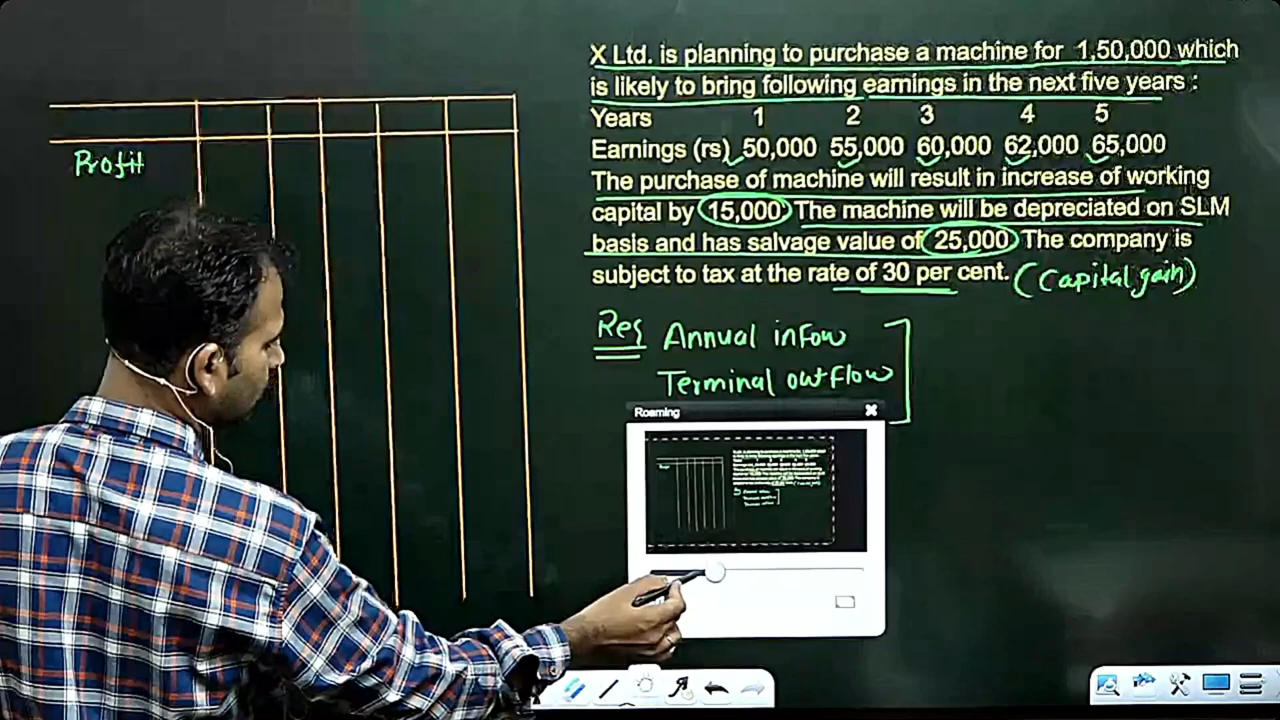 X Ltd. is planning to purchase a machine for 1,50,000 which
is likely to bring following earnings in the next five years :
Years 1 2 3 4 5
Earnings (rs) 50,000 55,000 60,000 62,000 65,000
The purchase of machine will result in increase of working
capital by 15,000 The machine will be depreciated on SLM
basis and has salvage value of 25,000 The company is
subject to tax at the rate of 30 per cent. (Capital gain)
Profit
Req Annual infow
Terminal outflow
Roaming